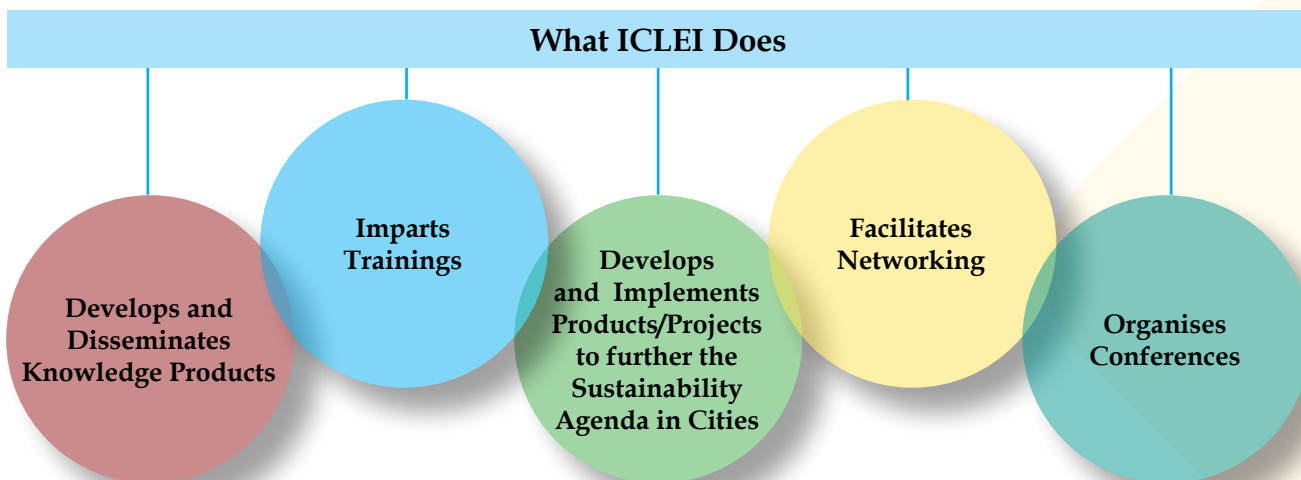 What ICLEI Does
Develops and
Disseminates
Knowledge Products
Imparts
Trainings
Develops
and Implements
Products/Projects
to further the
Sustainability
Agenda in Cities
Facilitates
Networking
Organises
Conferences